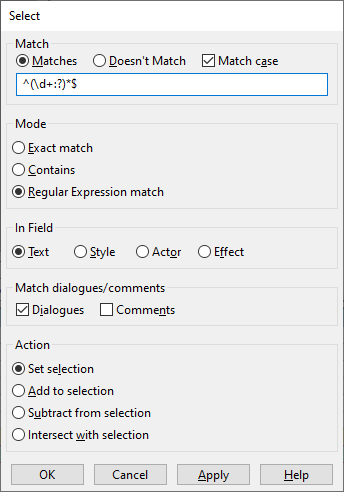 Select
Match
Matches Doesn't Match Match case
^(\d+:?)*$
Mode
Exact match
Contains
Regular Expression match
In Field
Text Style Actor Effect
Match dialogues/comments
Dialogues Comments
Action
Set selection
Add to selection
Subtract from selection
Intersect with selection
OK Cancel Apply Help